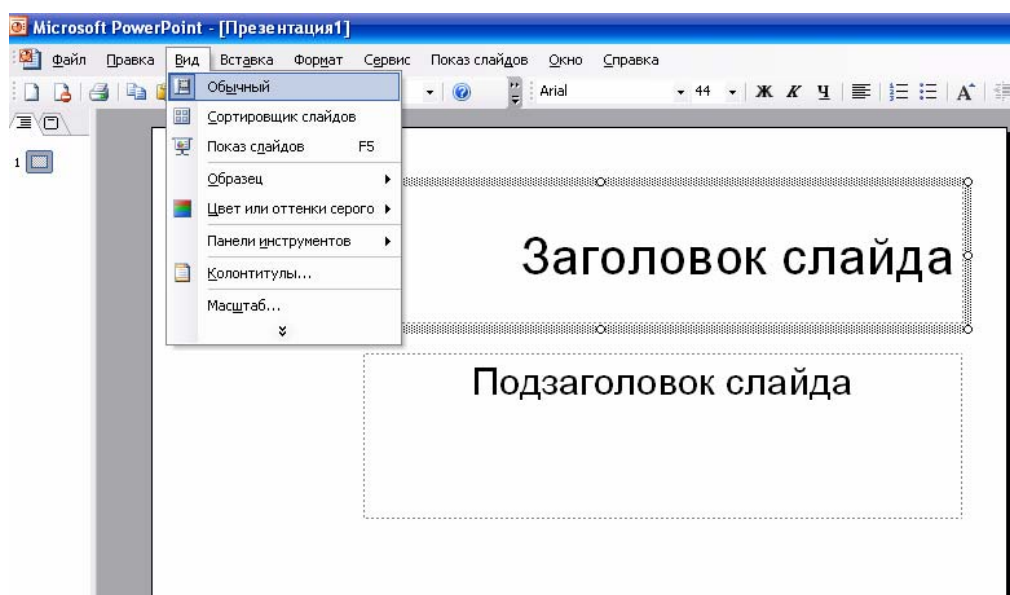 Microsoft PowerPoint - [Презентация1]
Файл Правка Вид Вставка Формат Сервис Показ слайдов Окно Справка
Arial 44 Ж К Ч A
Обычный
Сортировщик слайдов
Показ слайдов F5
Образец
Цвет или оттенки серого
Панели инструментов
Колонтитулы...
Масштаб...
1
Заголовок слайда
Подзаголовок слайда